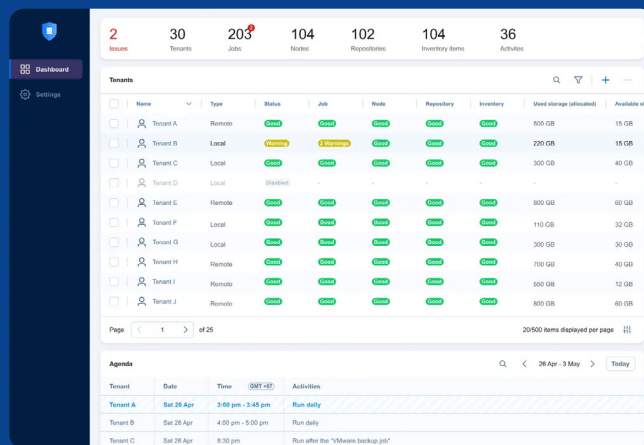 2 30 203 2 104 102 104 36
Issues Tenants Jobs Nodes Repositories Inventory items Activites
Dashboard
Settings
Tenants
Name Type Status Job Node Repository Inventory Used storage (allocated) Available s
Tenant A Remote Good Good Good Good Good 500 GB 15 GB
Tenant B Local Warning 2 Warnings Good Good Good 220 GB 15 GB
Tenant C Local Good Good Good Good Good 300 GB 40 GB
Tenant D Local Disabled - - - - - -
Tenant E Remote Good Good Good Good Good 800 GB 60 GB
Tenant F Local Good Good Good Good Good 110 GB 32 GB
Tenant G Local Good Good Good Good Good 300 GB 30 GB
Tenant H Remote Good Good Good Good Good 700 GB 40 GB
Tenant I Remote Good Good Good Good Good 550 GB 12 GB
Tenant J Remote Good Good Good Good Good 800 GB 60 GB
Page 1 of 25 20/500 items displayed per page
Agenda 26 Apr - 3 May Today
Tenant Date Time GMT +07 Activities
Tenant A Sat 26 Apr 3:00 pm - 3:45 pm Run daily
Tenant B Sat 26 Apr 4:00 pm - 5:00 pm Run daily
Tenant C Sat 26 Apr 8:30 pm Run after the "VMware backup job"